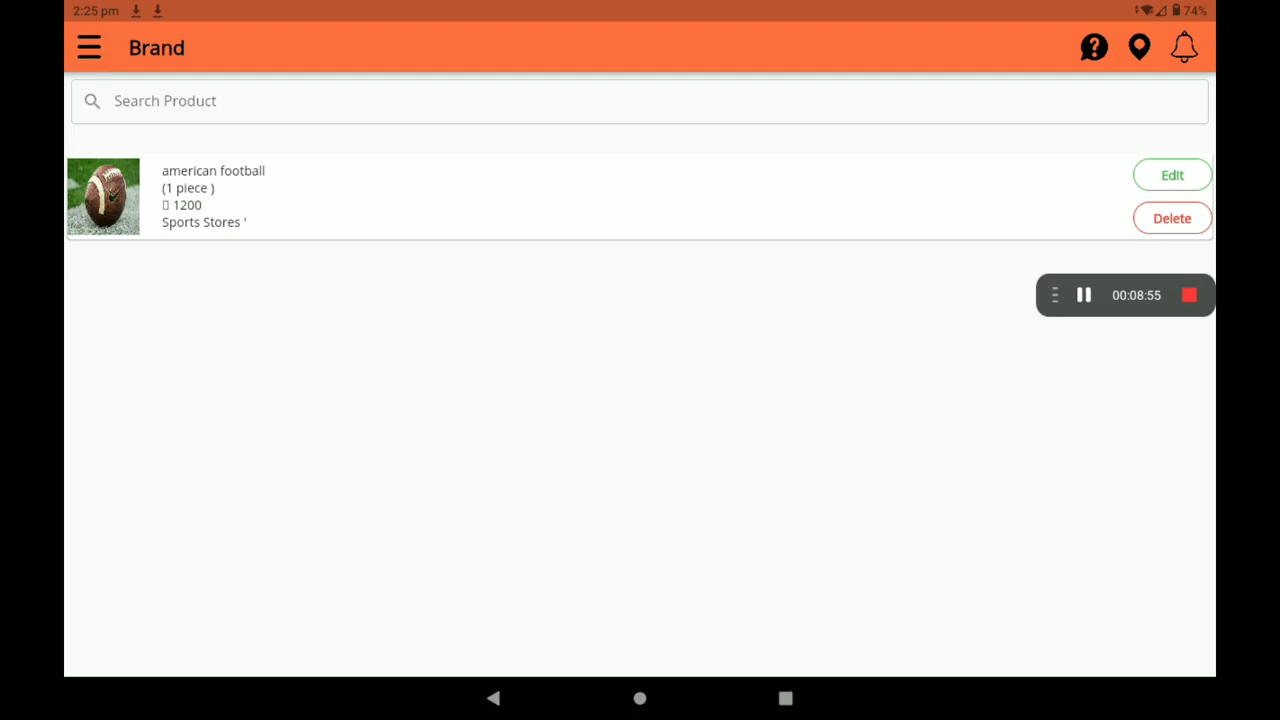 2:25 pm
74%
Brand
Search Product
american football
(1 piece )
1200
Sports Stores '
Edit
Delete
00:08:55